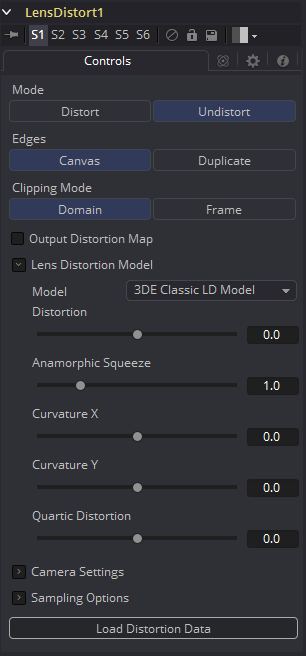 LensDistort1
S1 S2 S3 S4 S5 S6
Controls
Mode
Distort Undistort
Edges
Canvas Duplicate
Clipping Mode
Domain Frame
Output Distortion Map
Lens Distortion Model
Model 3DE Classic LD Model
Distortion
0.0
Anamorphic Squeeze
1.0
Curvature X
0.0
Curvature Y
0.0
Quartic Distortion
0.0
Camera Settings
Sampling Options
Load Distortion Data